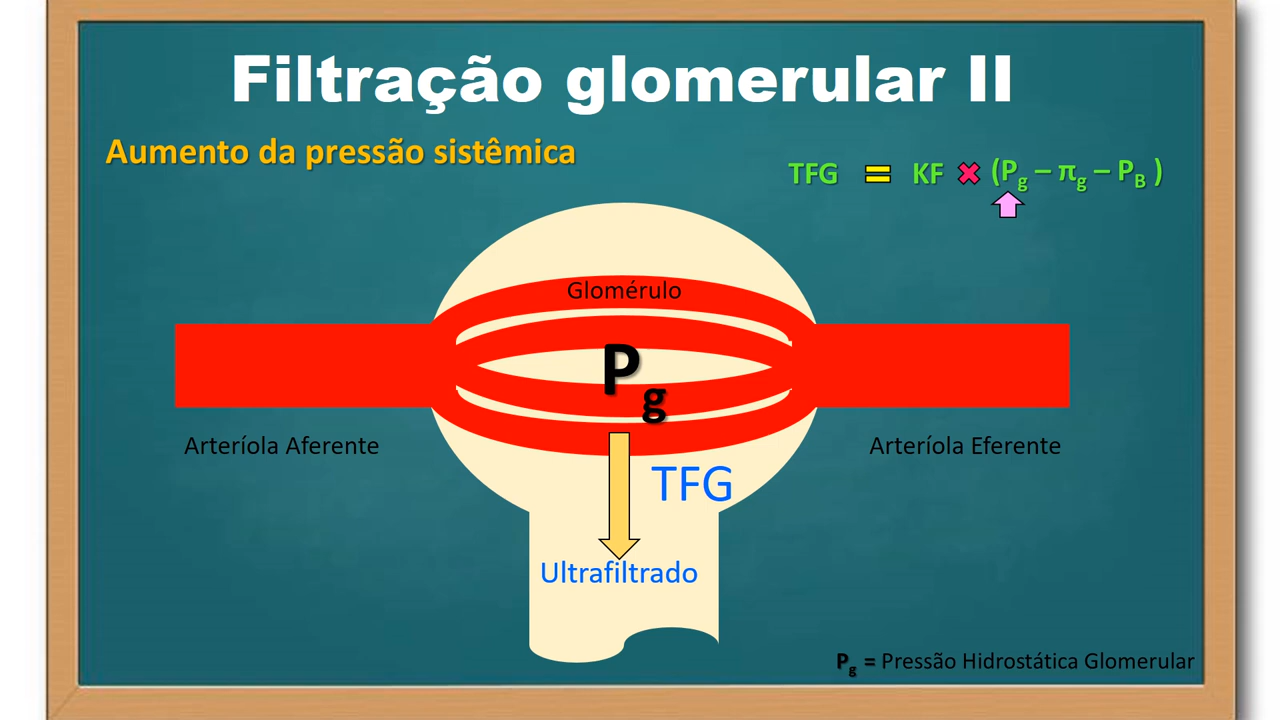 Filtração glomerular II
Aumento da pressão sistêmica
TFG = KF × (Pg – πg – PB )
Glomérulo
Pg
Arteríola Aferente
Arteríola Eferente
TFG
Ultrafiltrado
Pg = Pressão Hidrostática Glomerular